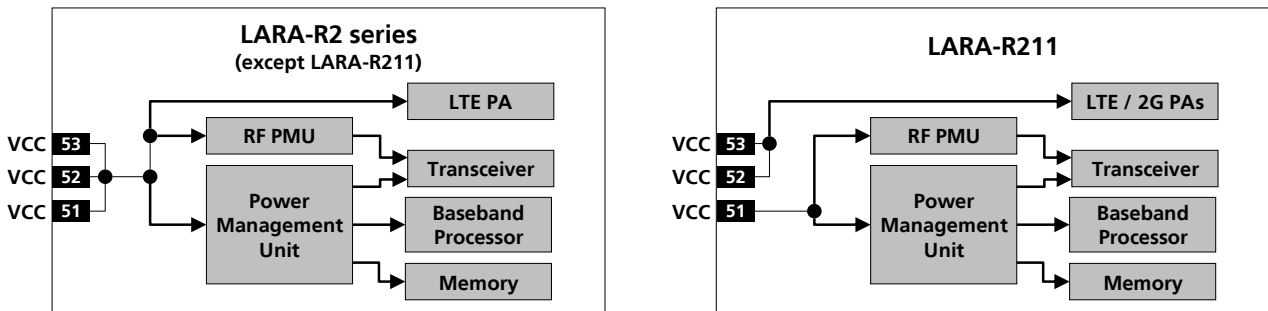 LARA-R2 series
(except LARA-R211)
LTE PA
RF PMU
Transceiver
VCC 53
VCC 52
VCC 51
Power
Management
Unit
Baseband
Processor
Memory
LARA-R211
LTE / 2G PAs
RF PMU
Transceiver
VCC 53
VCC 52
VCC 51
Power
Management
Unit
Baseband
Processor
Memory